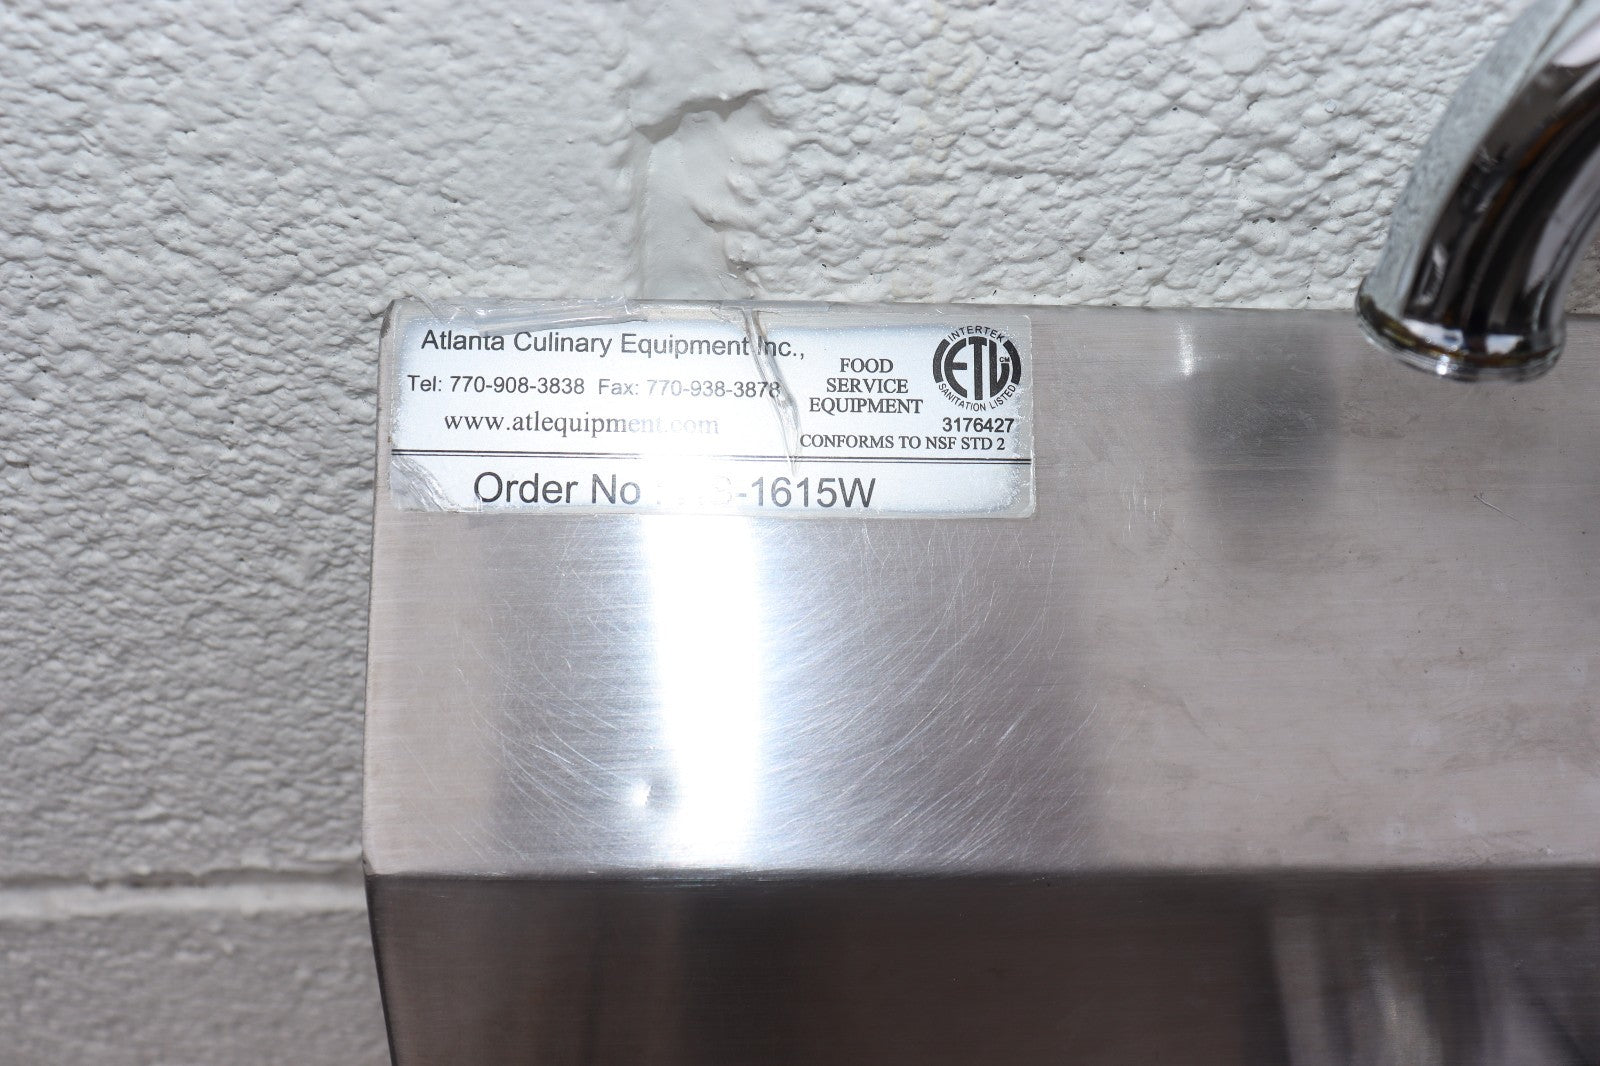 Atlanta Culinary Equipment Inc.,
Tel: 770-908-3838 Fax: 770-938-3878
www.atlequipment.com
FOOD
SERVICE
EQUIPMENT
INTERTEK
ETL CM
SANITATION LISTED
3176427
CONFORMS TO NSF STD 2
Order No : -1615W